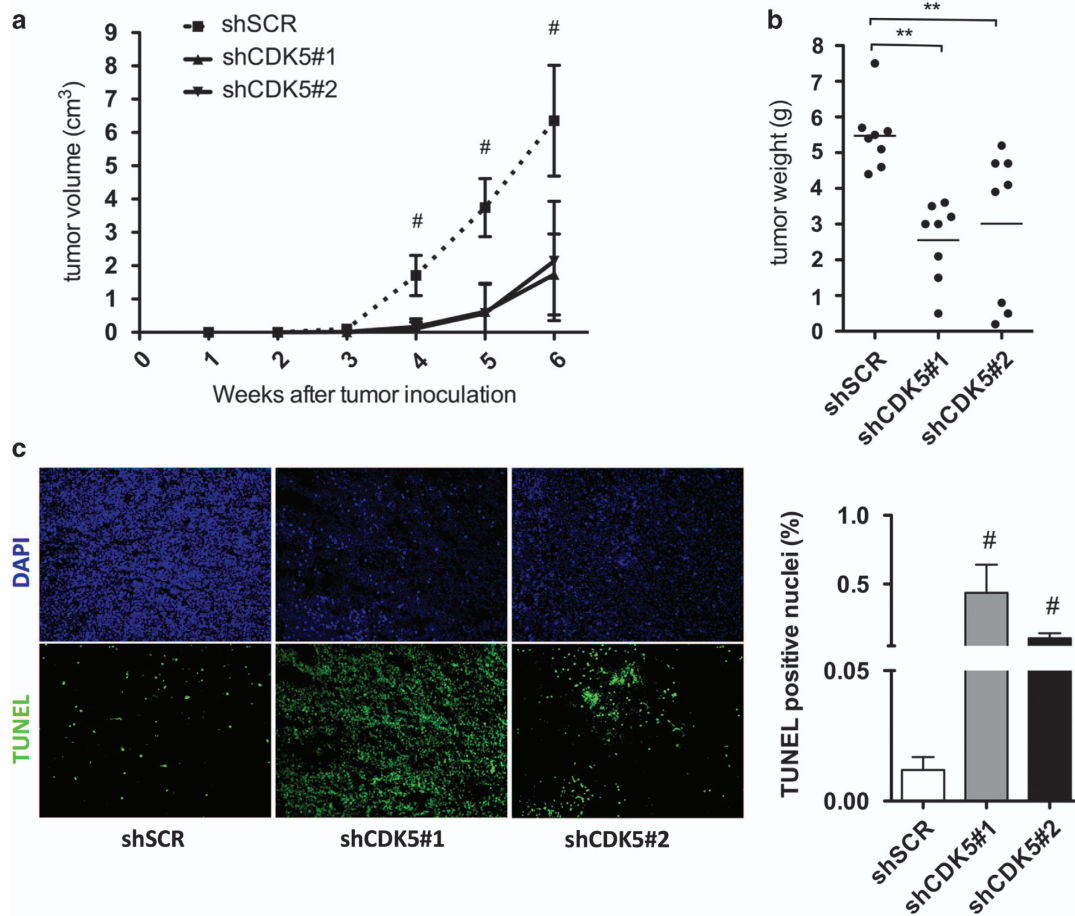 a
shSCR
shCDK5#1
shCDK5#2
tumor volume (cm³)
9
8
7
6
5
4
3
2
1
0
# # #
0 1 2 3 4 5 6
Weeks after tumor inoculation
b
**
**
tumor weight (g)
8
7
6
5
4
3
2
1
0
shSCR
shCDK5#1
shCDK5#2
c
DAPI
TUNEL
shSCR shCDK5#1 shCDK5#2
TUNEL positive nuclei (%)
1.0
0.5
0.05
0.00
#
#
shSCR
shCDK5#1
shCDK5#2